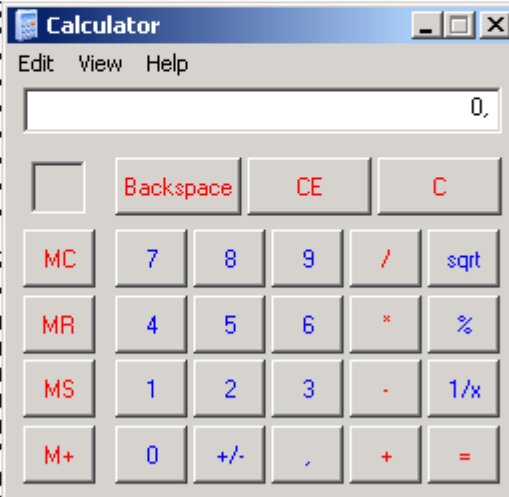 Calculator
Edit View Help
0,
Backspace CE C
MC 7 8 9 / sqrt
MR 4 5 6 * %
MS 1 2 3 - 1/x
M+ 0 +/- , + =